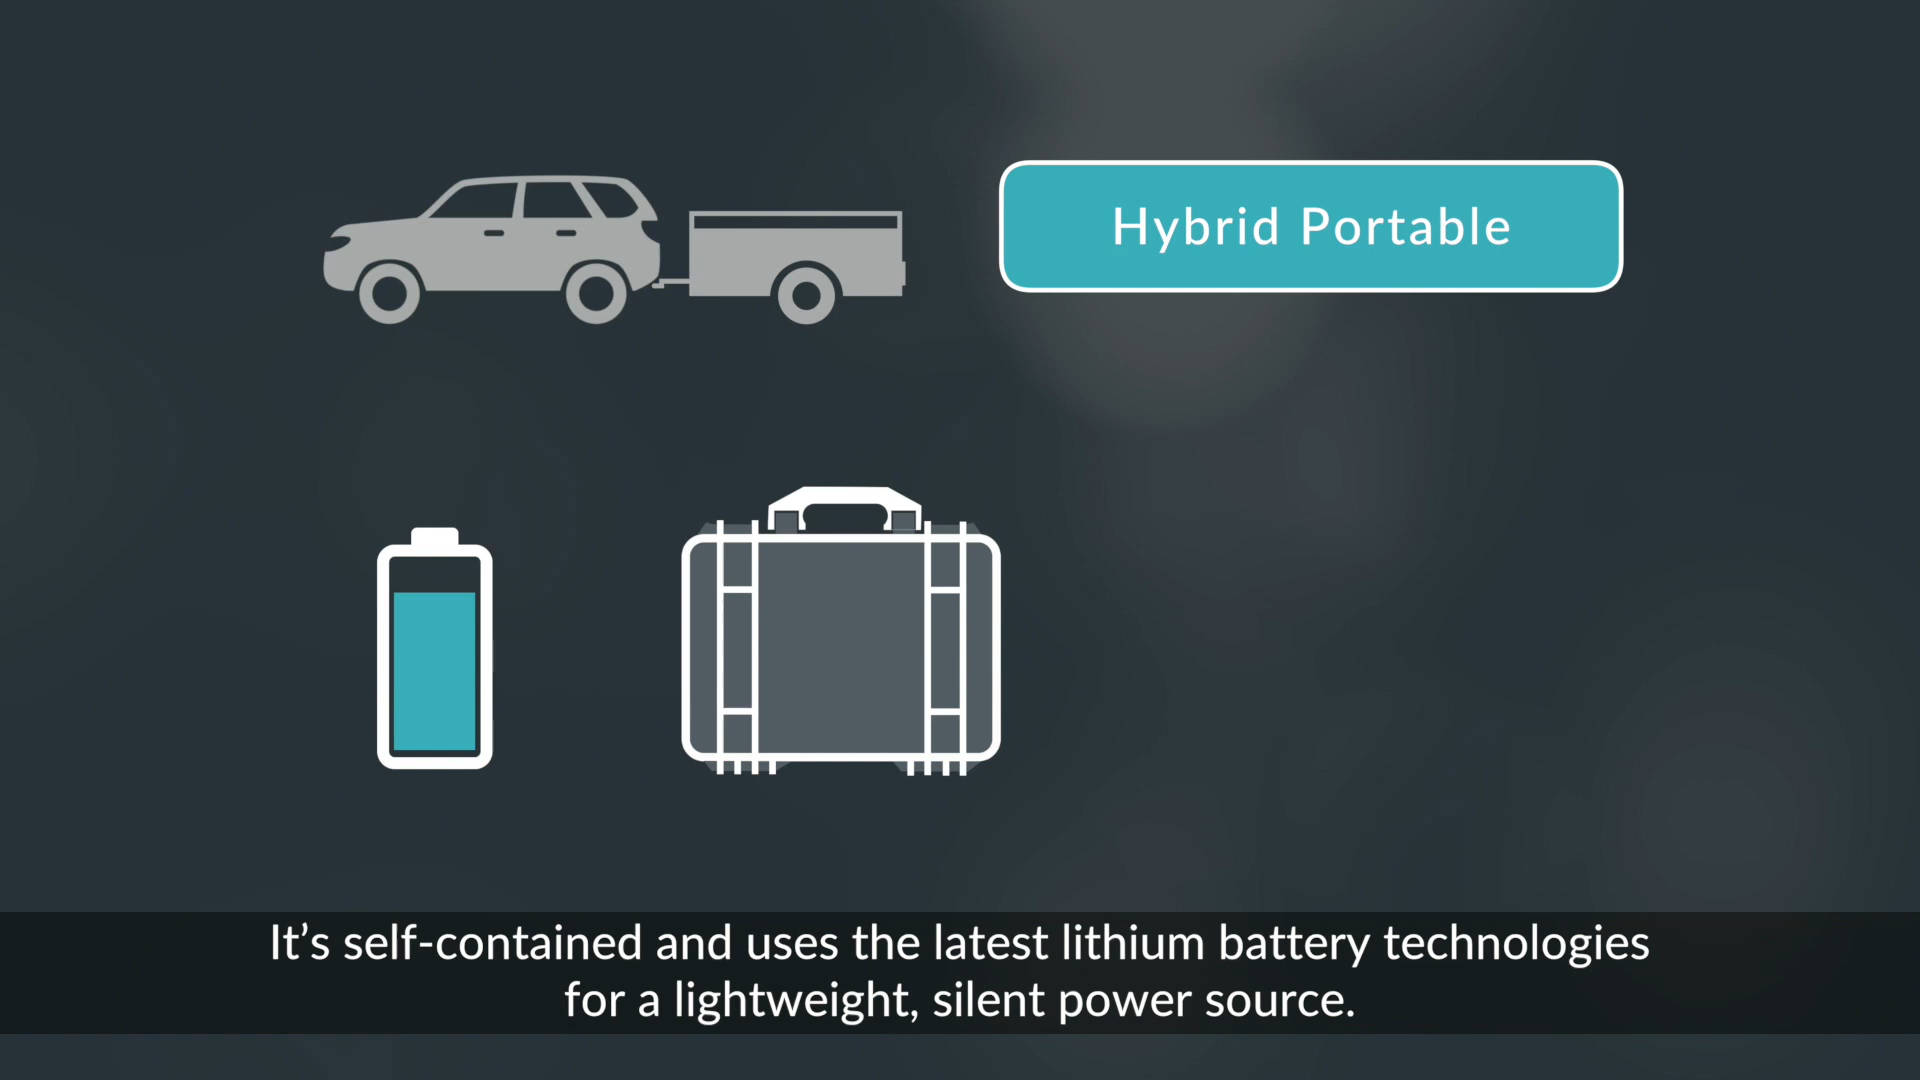 Hybrid Portable
It’s self-contained and uses the latest lithium battery technologies
for a lightweight, silent power source.